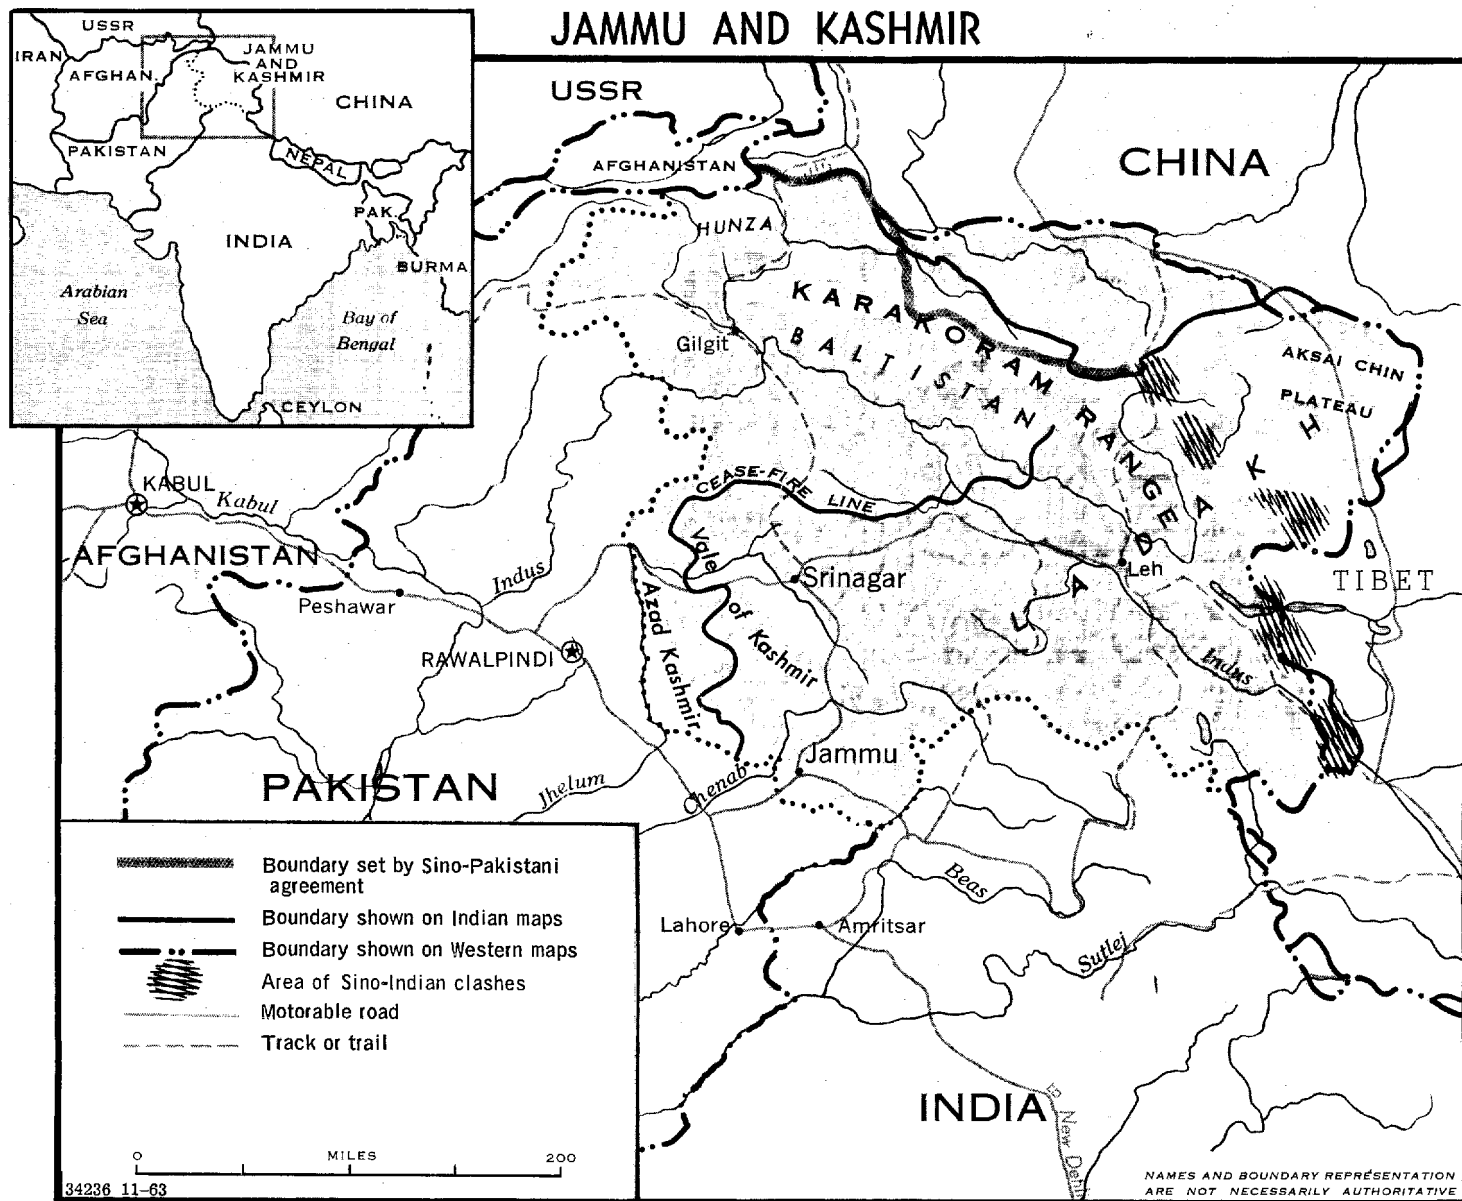 JAMMU AND KASHMIR
USSR
IRAN
AFGHAN.
JAMMU
AND
KASHMIR
CHINA
PAKISTAN
NEPAL
PAK.
INDIA
BURMA
Arabian
Sea
Bay of
Bengal
CEYLON
USSR
AFGHANISTAN
CHINA
HUNZA
KARAKORAM RANGE
BALTISTAN
Gilgit
AKSAI CHIN
PLATEAU
LADAKH
CEASE-FIRE LINE
KABUL
Kabul
AFGHANISTAN
Peshawar
Indus
RAWALPINDI
Vale of Kashmir
Azad Kashmir
Srinagar
Leh
TIBET
Indus
PAKISTAN
Jhelum
Chenab
Jammu
Beas
Lahore
Amritsar
Sutlej
INDIA
to New Delhi
Boundary set by Sino-Pakistani
agreement
Boundary shown on Indian maps
Boundary shown on Western maps
Area of Sino-Indian clashes
Motorable road
Track or trail
0 MILES 200
34236 11-63
NAMES AND BOUNDARY REPRESENTATION
ARE NOT NECESSARILY AUTHORITATIVE